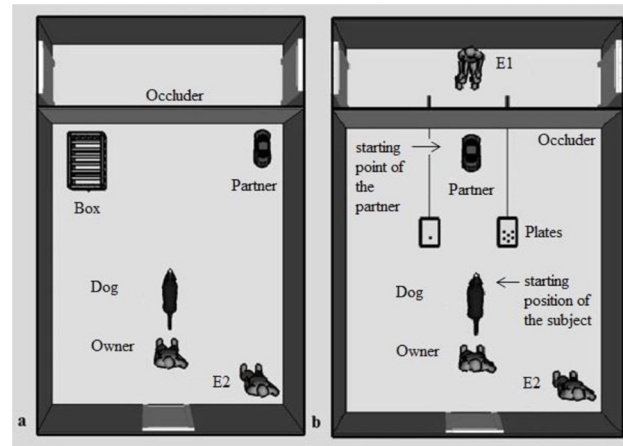 Occluder
Partner
Box
Dog
Owner
E2
a
E1
Occluder
starting
point of
the
partner
Partner
Plates
Dog
starting
position of
the subject
Owner
E2
b